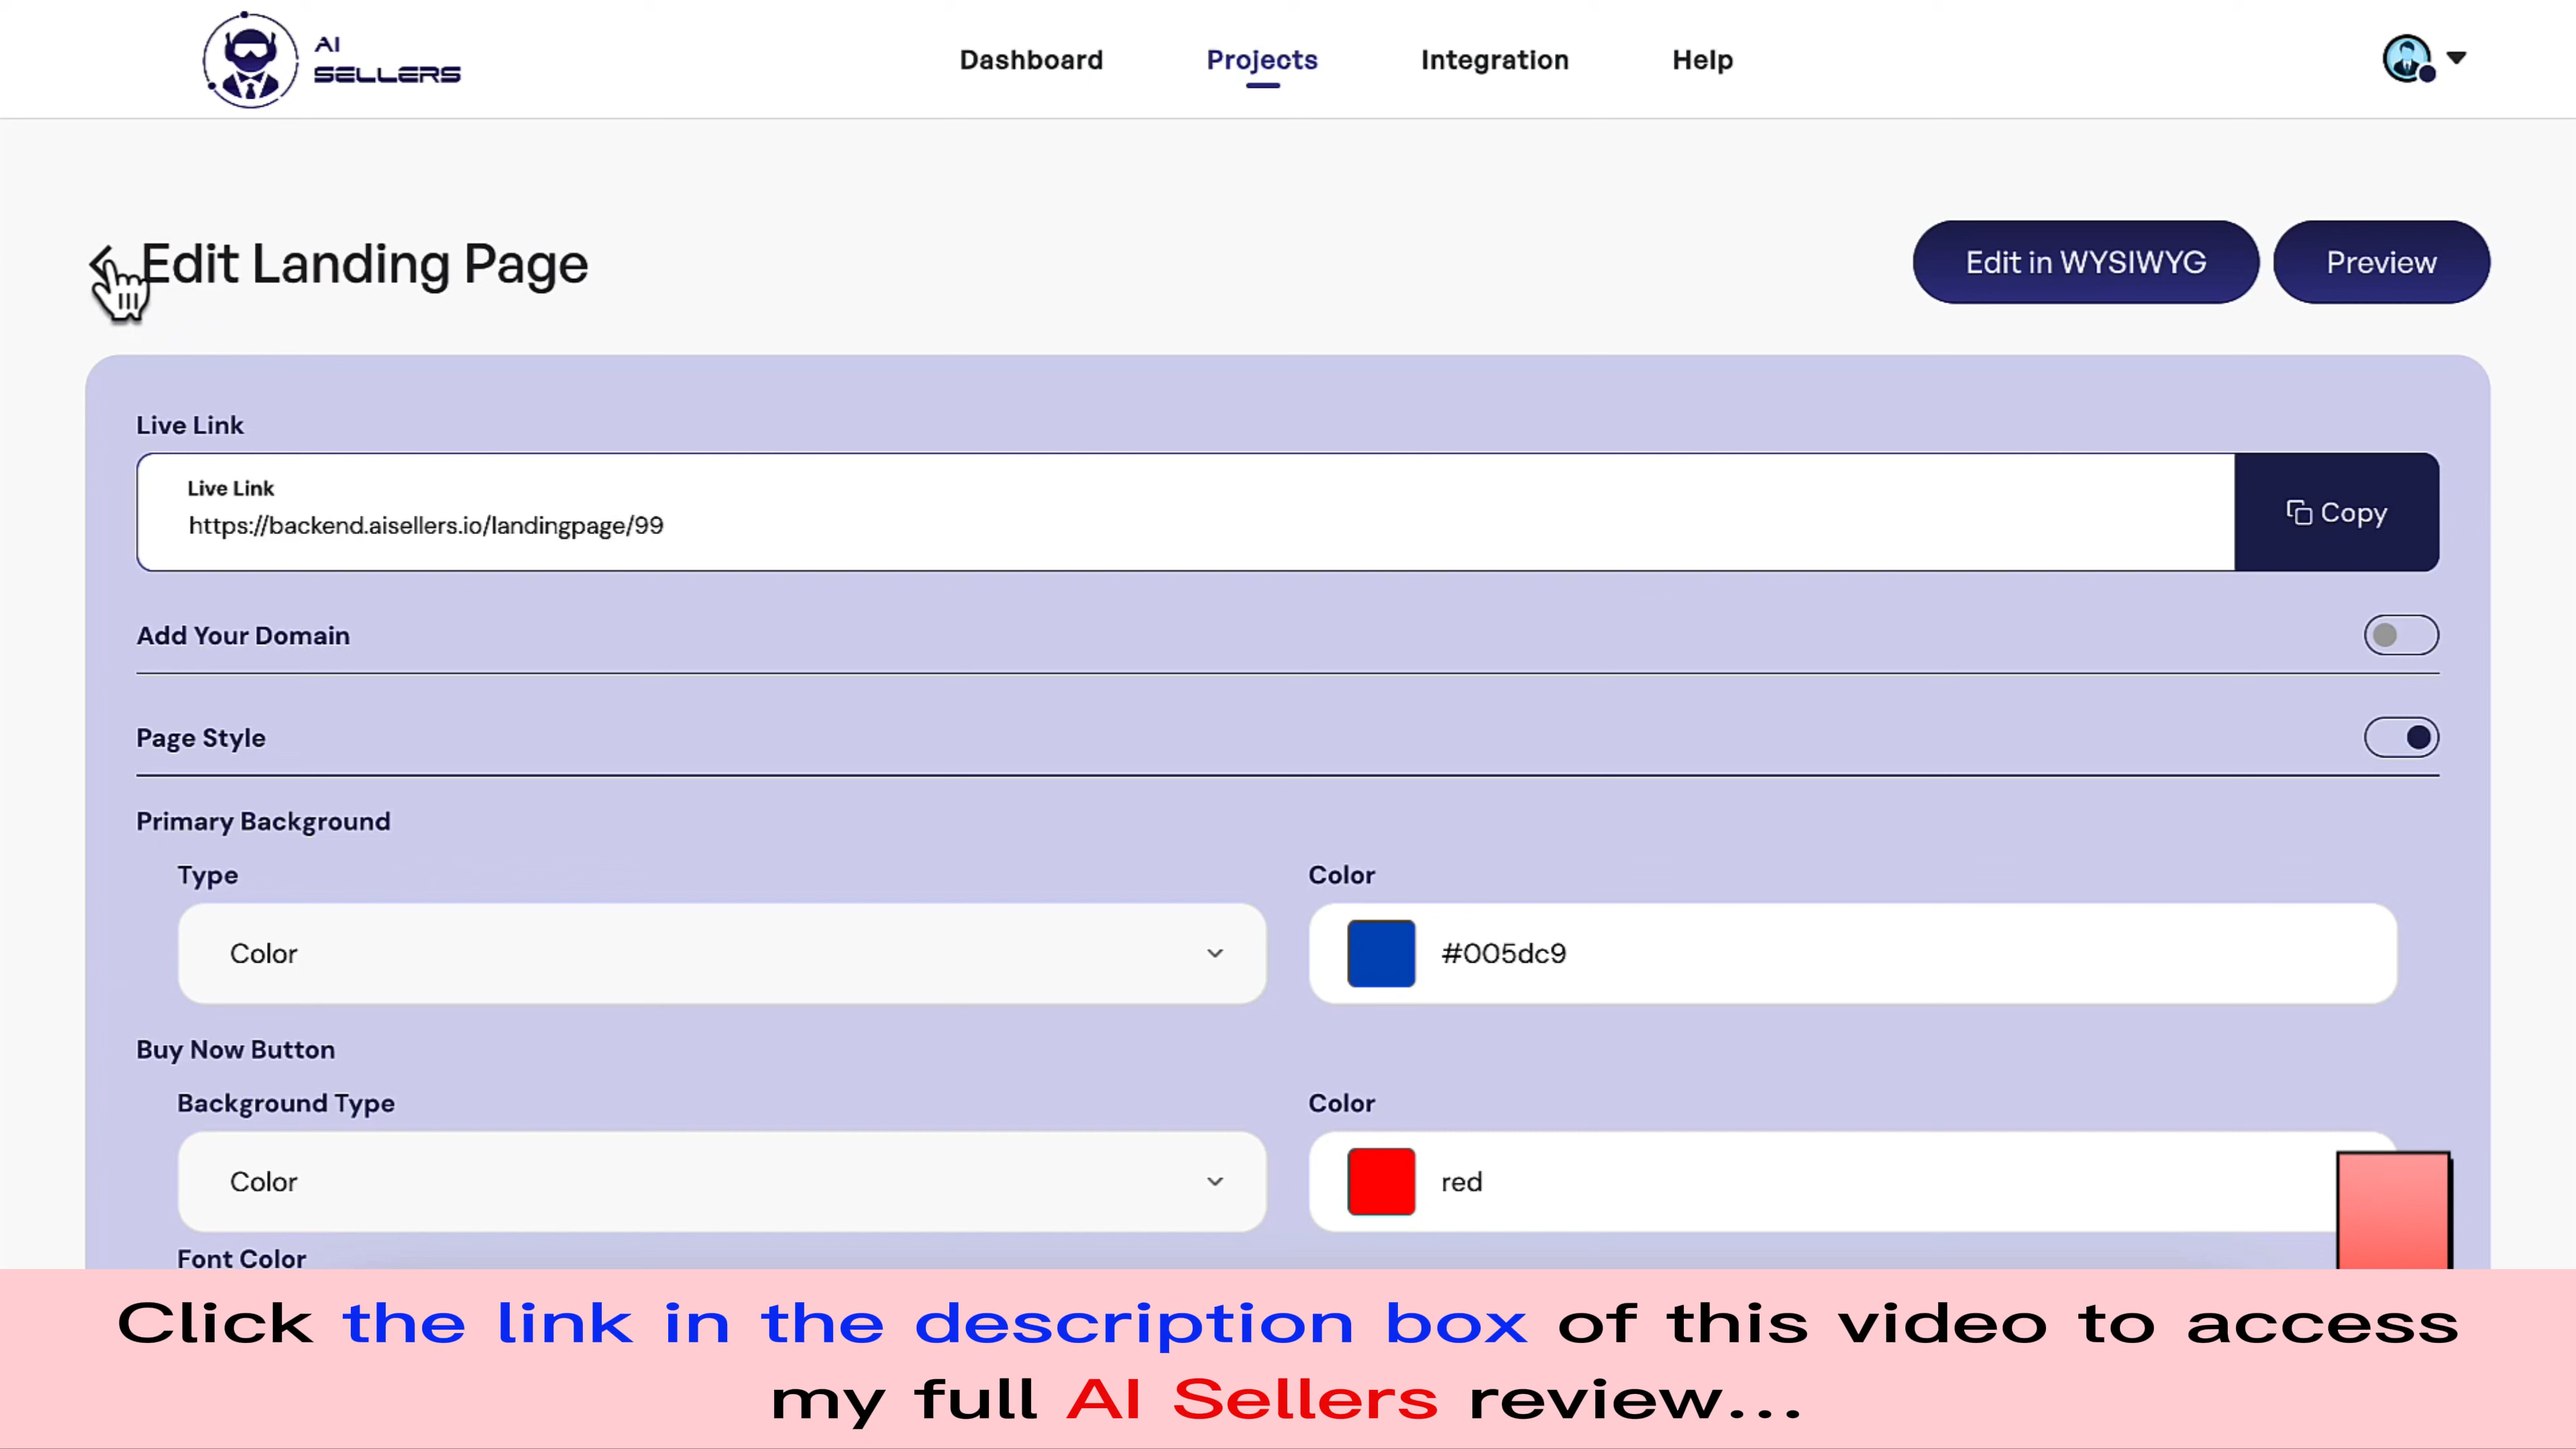 AI
SELLERS
Dashboard
Projects
Integration
Help
Edit Landing Page
Edit in WYSIWYG
Preview
Live Link
Live Link
https://backend.aisellers.io/landingpage/99
Copy
Add Your Domain
Page Style
Primary Background
Type
Color
Color
#005dc9
Buy Now Button
Background Type
Color
Color
red
Font Color
Click the link in the description box of this video to access
my full AI Sellers review...